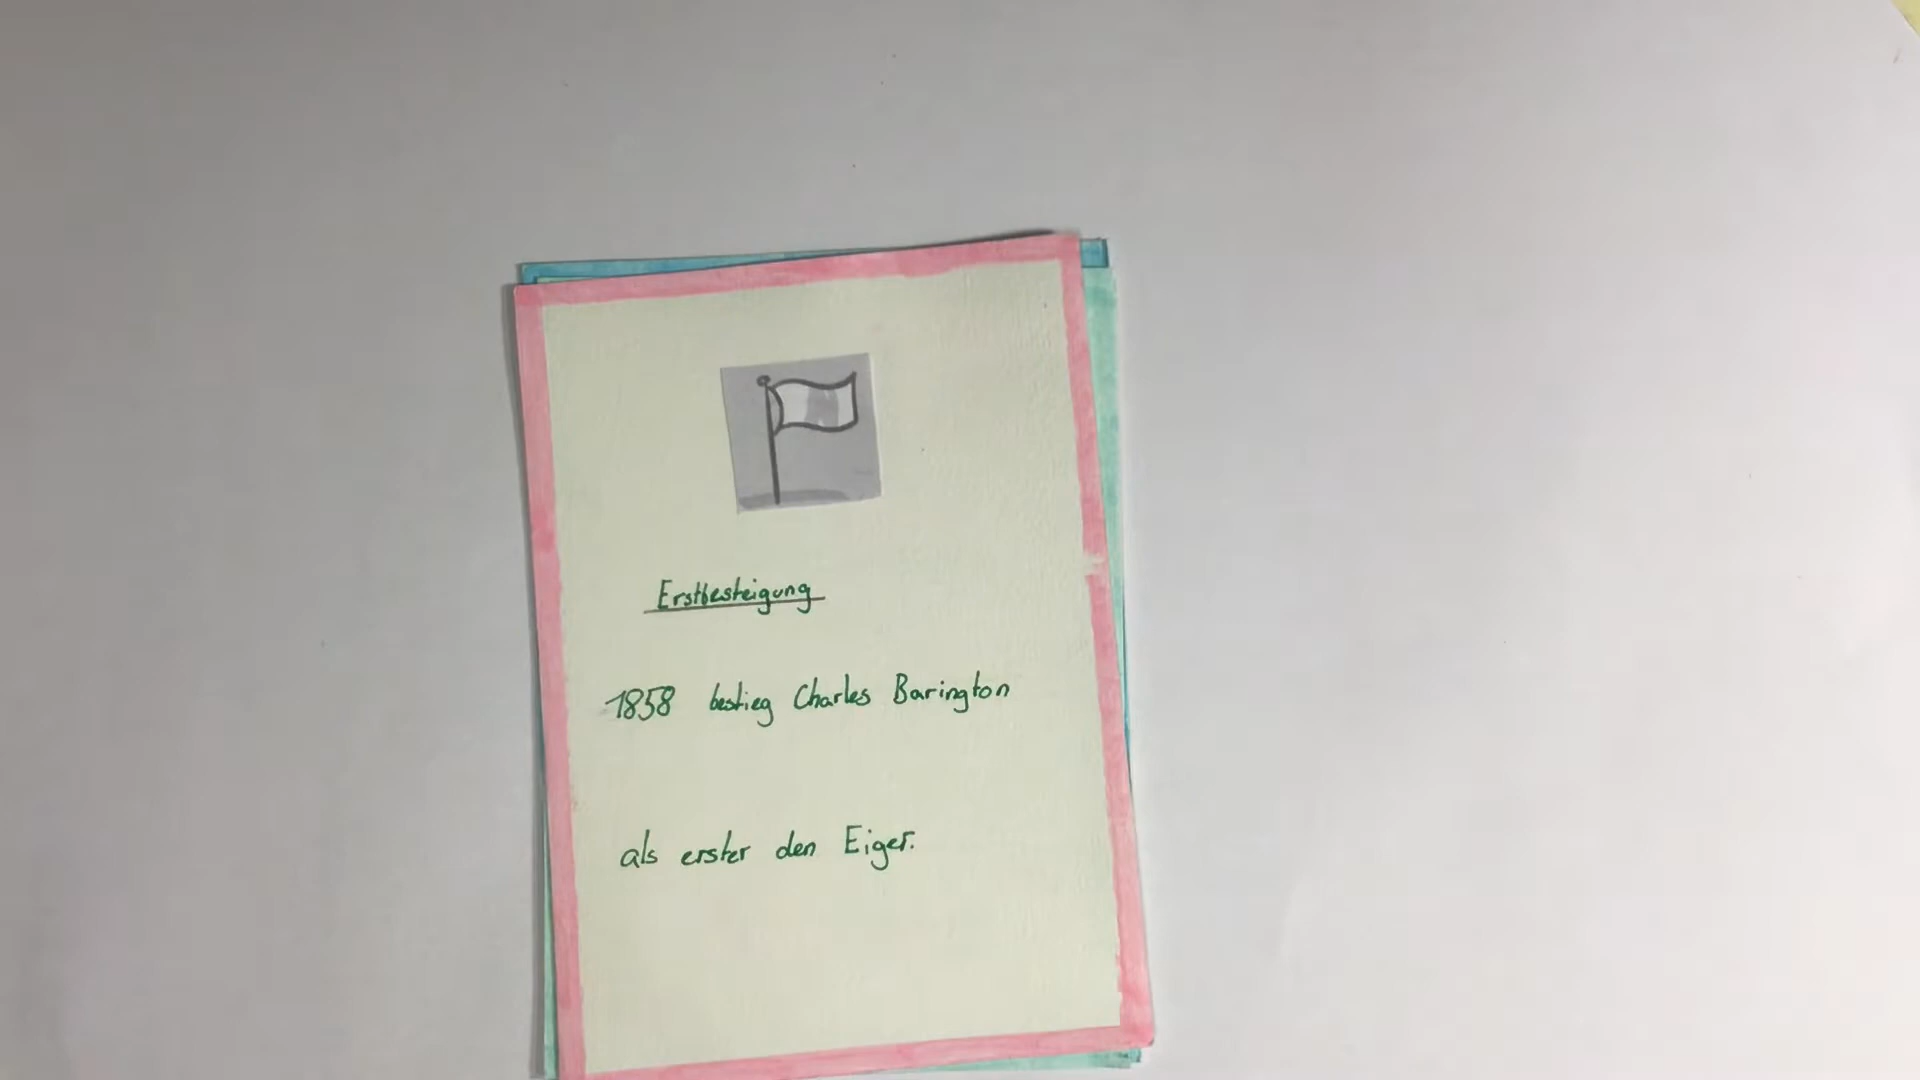 Erstbesteigung
1858 bestieg Charles Barington
als erster den Eiger.